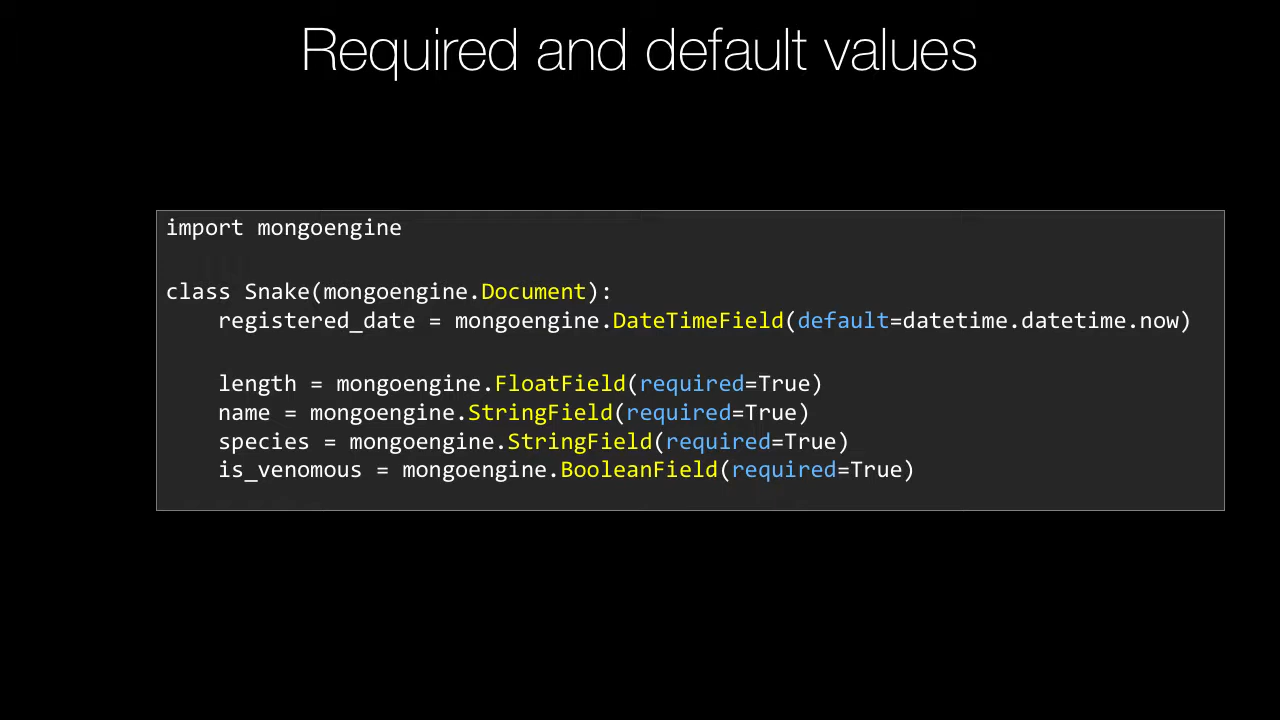 Required and default values
import mongoengine
class Snake(mongoengine.Document):
    registered_date = mongoengine.DateTimeField(default=datetime.datetime.now)
    length = mongoengine.FloatField(required=True)
    name = mongoengine.StringField(required=True)
    species = mongoengine.StringField(required=True)
    is_venomous = mongoengine.BooleanField(required=True)